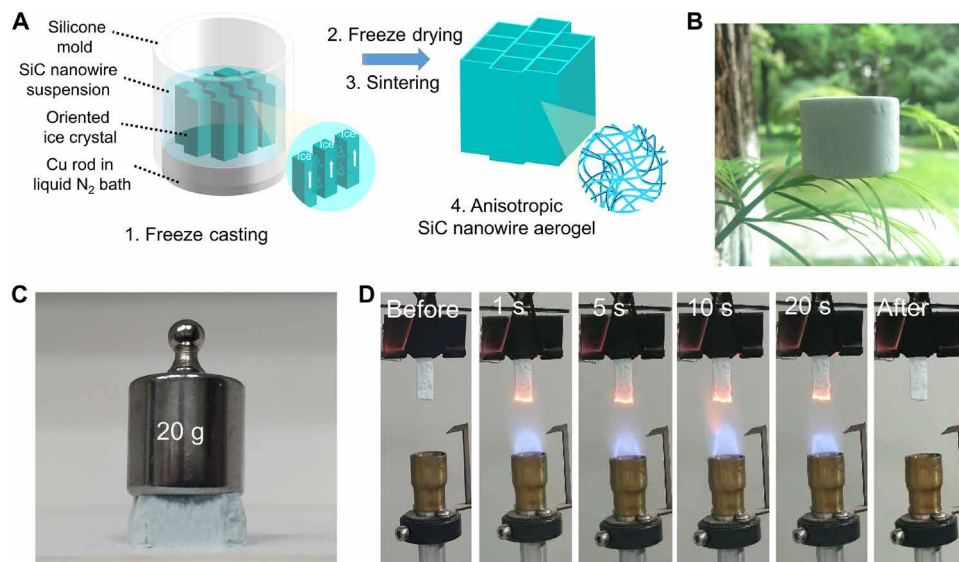 A
Silicone
mold
SiC nanowire
suspension
Oriented
ice crystal
Cu rod in
liquid N₂ bath
Ice
Ice
Ice
1. Freeze casting
2. Freeze drying
3. Sintering
4. Anisotropic
SiC nanowire aerogel
B
C
20 g
D
Before
1 s
5 s
10 s
20 s
After